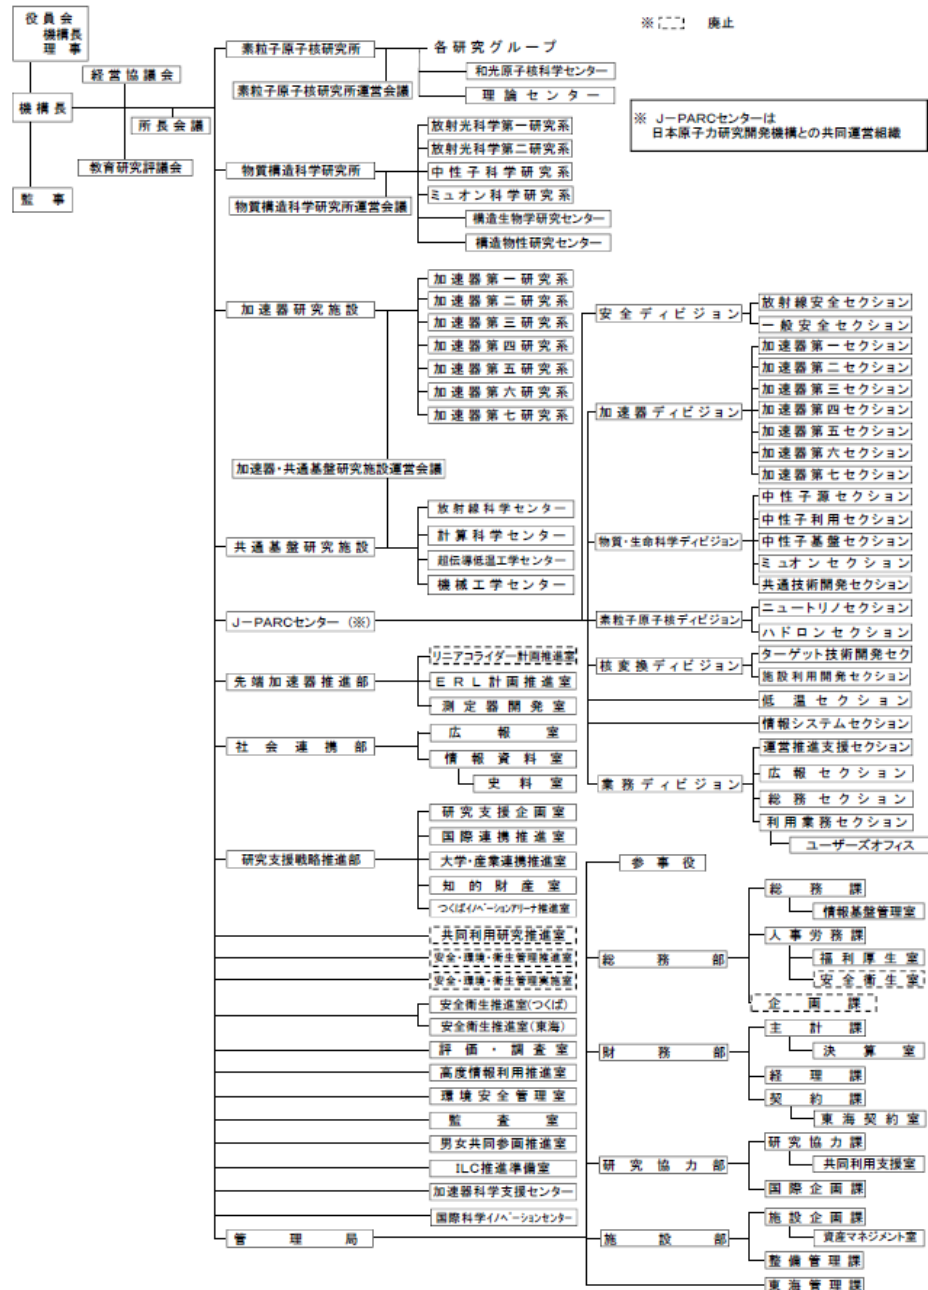 役員会
機構長
理事
経営協議会
機構長
所長会議
教育研究評議会
監事
※ 廃止
※ J-PARCセンターは
日本原子力研究開発機構との共同運営組織
素粒子原子核研究所
素粒子原子核研究所運営会議
各研究グループ
和光原子核科学センター
理論センター
物質構造科学研究所
物質構造科学研究所運営会議
放射光科学第一研究系
放射光科学第二研究系
中性子科学研究系
ミュオン科学研究系
構造生物学研究センター
構造物性研究センター
加速器研究施設
加速器第一研究系
加速器第二研究系
加速器第三研究系
加速器第四研究系
加速器第五研究系
加速器第六研究系
加速器第七研究系
加速器・共通基盤研究施設運営会議
共通基盤研究施設
放射線科学センター
計算科学センター
超伝導低温工学センター
機械工学センター
J-PARCセンター (※)
安全ディビジョン
放射線安全セクション
一般安全セクション
加速器ディビジョン
加速器第一セクション
加速器第二セクション
加速器第三セクション
加速器第四セクション
加速器第五セクション
加速器第六セクション
加速器第七セクション
物質・生命科学ディビジョン
中性子源セクション
中性子利用セクション
中性子基盤セクション
ミュオンセクション
共通技術開発セクション
素粒子原子核ディビジョン
ニュートリノセクション
ハドロンセクション
核変換ディビジョン
ターゲット技術開発セク
施設利用開発セクション
低温セクション
情報システムセクション
業務ディビジョン
運営推進支援セクション
広報セクション
総務セクション
利用業務セクション
ユーザーズオフィス
先端加速器推進部
リニアコライダー計画推進室
ERL計画推進室
測定器開発室
社会連携部
広報室
情報資料室
史料室
研究支援戦略推進部
研究支援企画室
国際連携推進室
大学・産業連携推進室
知的財産室
つくばイノベーションアリーナ推進室
共同利用研究推進室
安全・環境・衛生管理推進室
安全・環境・衛生管理実施室
安全衛生推進室(つくば)
安全衛生推進室(東海)
評価・調査室
高度情報利用推進室
環境安全管理室
監査室
男女共同参画推進室
ILC推進準備室
加速器科学支援センター
国際科学イノベーションセンター
管理局
参事役
総務部
総務課
情報基盤管理室
人事労務課
福利厚生室
安全衛生室
企画課
財務部
主計課
決算室
経理課
契約課
東海契約室
研究協力部
研究協力課
共同利用支援室
国際企画課
施設部
施設企画課
資産マネジメント室
整備管理課
東海管理課